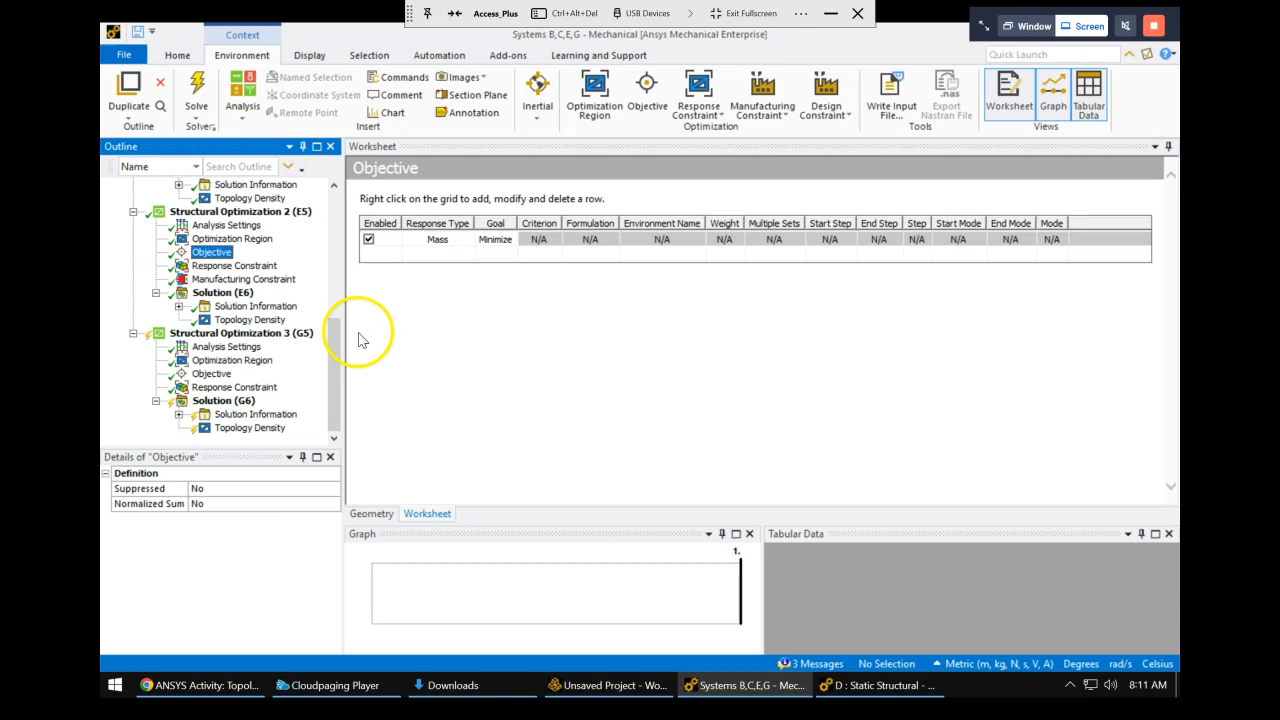 Access_Plus Ctrl+Alt+Del USB Devices Exit Fullscreen
Window Screen
Context Systems B,C,E,G - Mechanical [Ansys Mechanical Enterprise]
File Home Environment Display Selection Automation Add-ons Learning and Support Quick Launch
Duplicate Solve Analysis Named Selection Commands Images Inertial Optimization Region Objective Response Constraint Manufacturing Constraint Design Constraint Write Input File... Export Nastran File Worksheet Graph Tabular Data
Coordinate System Comment Section Plane
Remote Point Chart Annotation
Outline Solver Insert Optimization Tools Views
Outline Worksheet
Name Search Outline Objective
Solution Information
Topology Density
Structural Optimization 2 (E5)
Analysis Settings
Optimization Region
Objective
Response Constraint
Manufacturing Constraint
Solution (E6)
Solution Information
Topology Density
Structural Optimization 3 (G5)
Analysis Settings
Optimization Region
Objective
Response Constraint
Solution (G6)
Solution Information
Topology Density
Right click on the grid to add, modify and delete a row.
Enabled Response Type Goal Criterion Formulation Environment Name Weight Multiple Sets Start Step End Step Step Start Mode End Mode Mode
Mass Minimize N/A N/A N/A N/A N/A N/A N/A N/A N/A N/A N/A
Details of "Objective"
Definition
Suppressed No
Normalized Sum No
Geometry Worksheet
Graph Tabular Data
1.
3 Messages No Selection Metric (m, kg, N, s, V, A) Degrees rad/s Celsius
ANSYS Activity: Topol... Cloudpaging Player Downloads Unsaved Project - Wo... Systems B,C,E,G - Mec... D : Static Structural - ... 8:11 AM